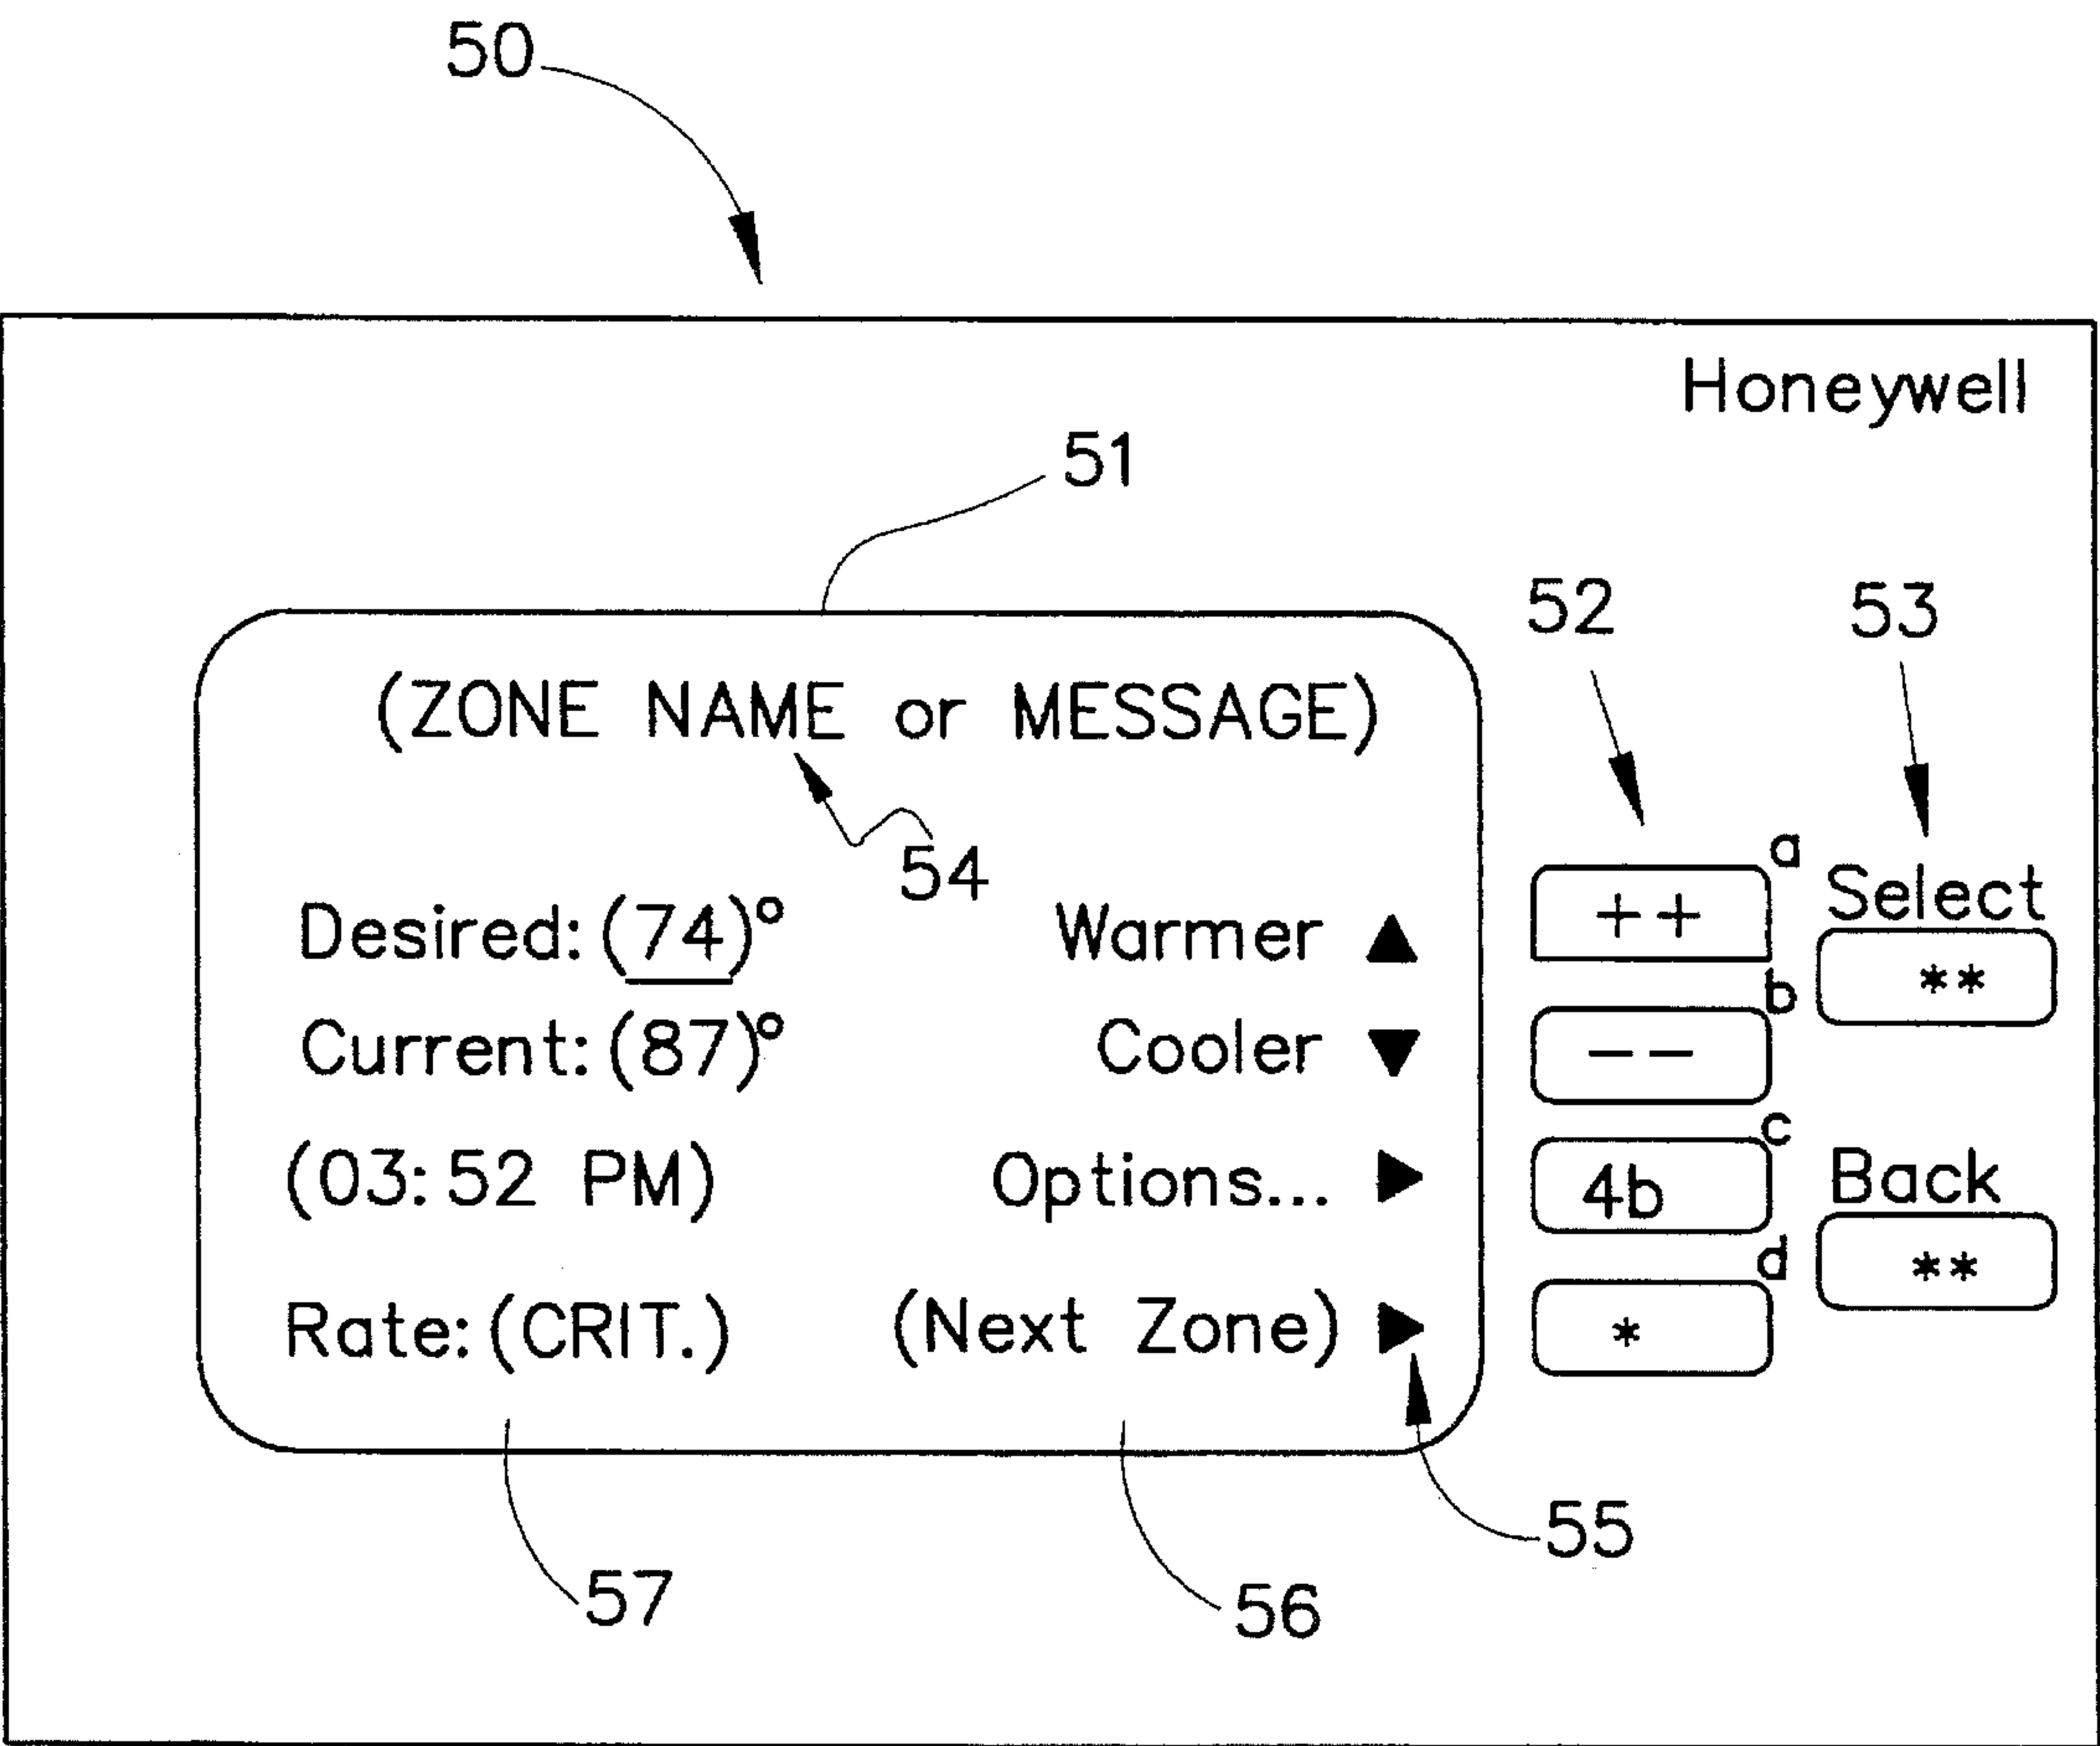 50
Honeywell
51
52
53
(ZONE NAME or MESSAGE)
54
Desired: (74)° Warmer ▲
++ a
Select
**
Current: (87)° Cooler ▼
-- b
(03:52 PM) Options... ▶
4b c
Back
**
Rate: (CRIT.) (Next Zone) ▶
* d
55
57
56